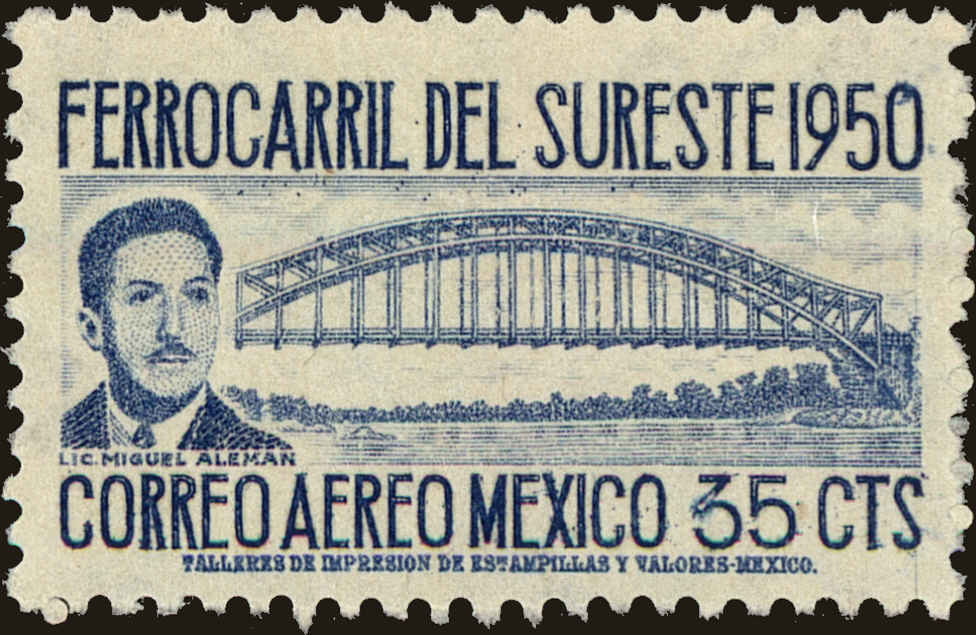 FERROCARRIL DEL SURESTE 1950
LIC. MIGUEL ALEMAN
CORREO AEREO MEXICO 35 CTS
TALLERES DE IMPRESION DE ESTAMPILLAS Y VALORES-MEXICO.